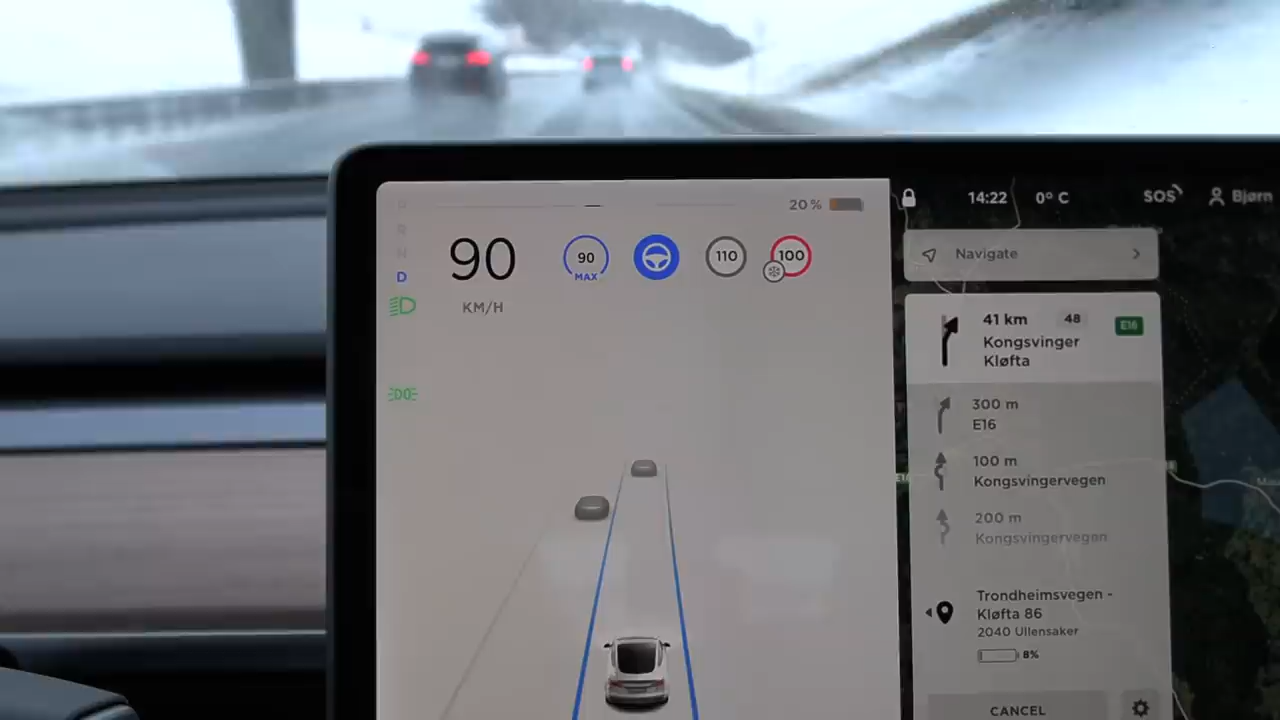 R
N
D
90
KM/H
90
MAX
110
100
20 %
14:22
0° C
SOS
Bjørn
Navigate
41 km
48
E16
Kongsvinger
Kløfta
300 m
E16
100 m
Kongsvingervegen
200 m
Kongsvingervegen
Trondheimsvegen -
Kløfta 86
2040 Ullensaker
8%
CANCEL